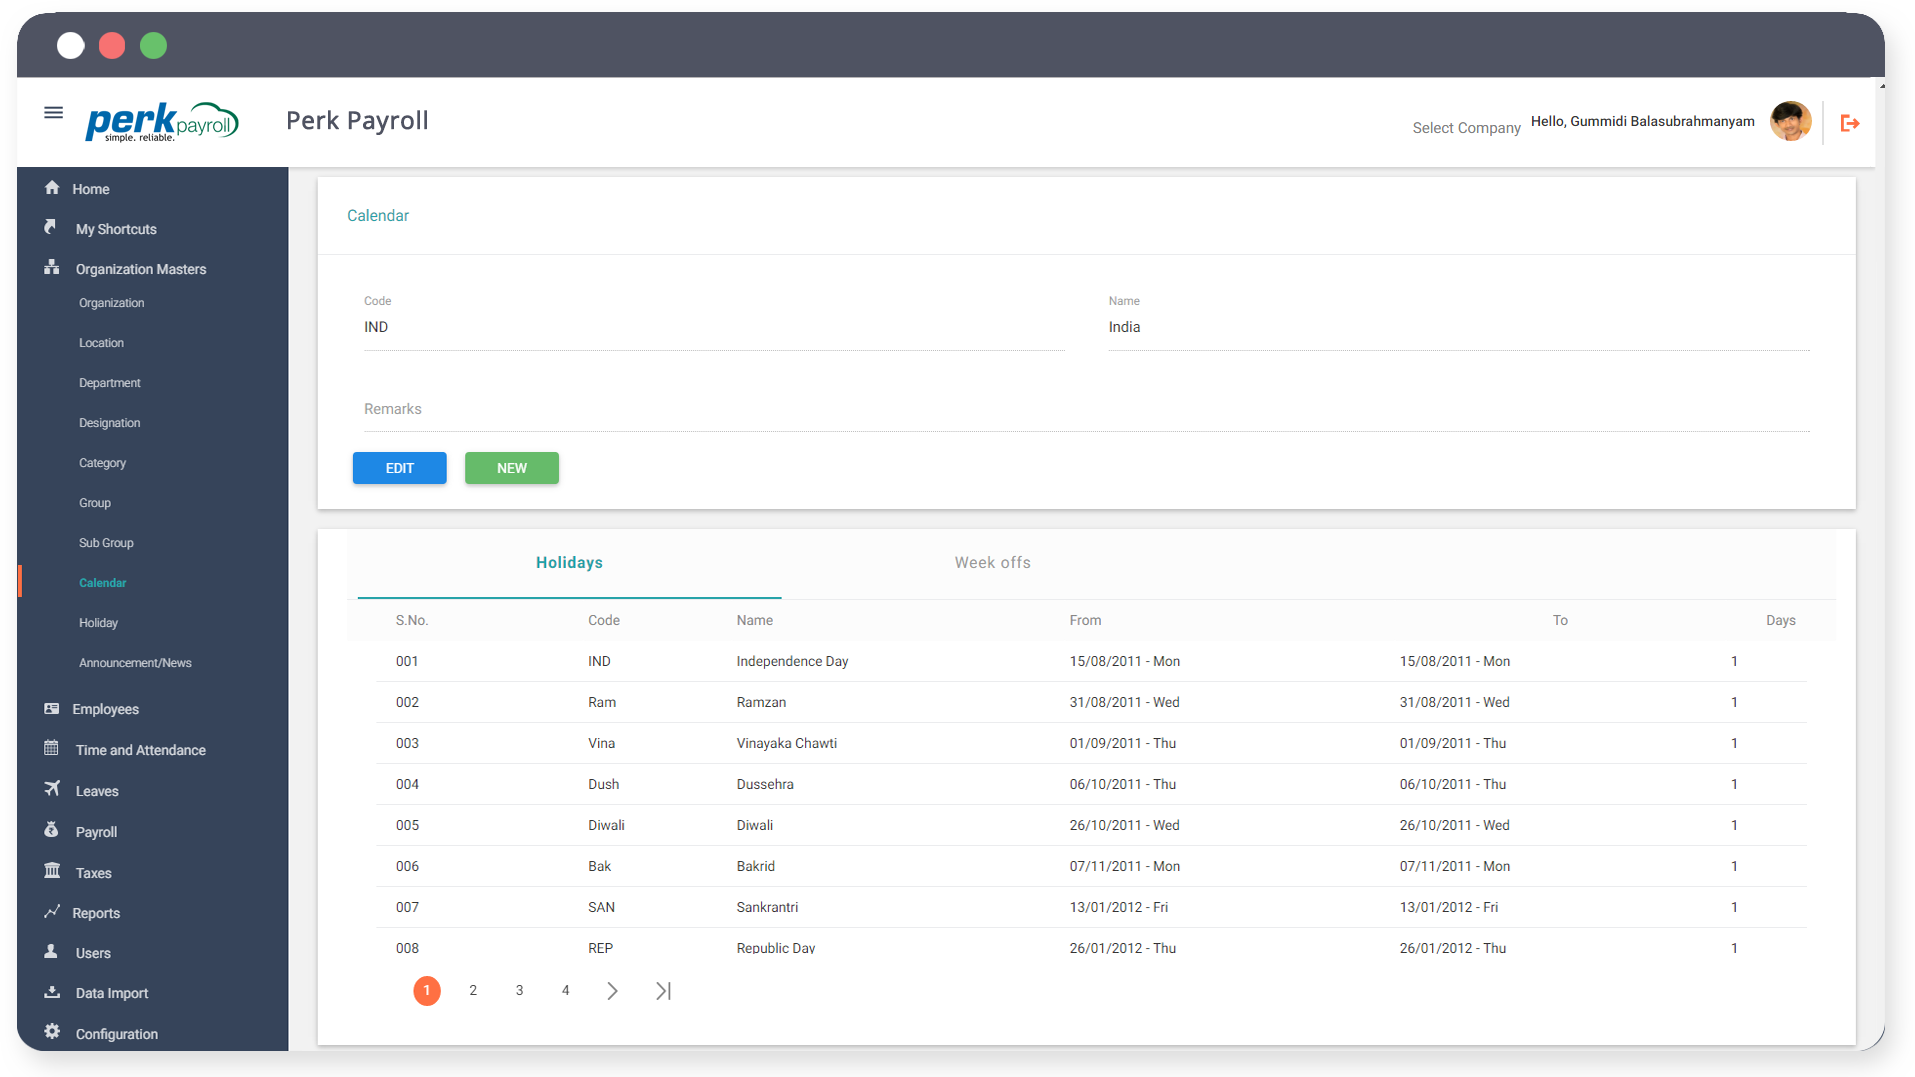 perk payroll
simple. reliable.
Perk Payroll
Select Company
Hello, Gummidi Balasubrahmanyam
Home
My Shortcuts
Organization Masters
Organization
Location
Department
Designation
Category
Group
Sub Group
Calendar
Holiday
Announcement/News
Employees
Time and Attendance
Leaves
Payroll
Taxes
Reports
Users
Data Import
Configuration
Calendar
Code Name
IND India
Remarks
EDIT NEW
Holidays Week offs
S.No. Code Name From To Days
001 IND Independence Day 15/08/2011 - Mon 15/08/2011 - Mon 1
002 Ram Ramzan 31/08/2011 - Wed 31/08/2011 - Wed 1
003 Vina Vinayaka Chawti 01/09/2011 - Thu 01/09/2011 - Thu 1
004 Dush Dussehra 06/10/2011 - Thu 06/10/2011 - Thu 1
005 Diwali Diwali 26/10/2011 - Wed 26/10/2011 - Wed 1
006 Bak Bakrid 07/11/2011 - Mon 07/11/2011 - Mon 1
007 SAN Sankrantri 13/01/2012 - Fri 13/01/2012 - Fri 1
008 REP Republic Day 26/01/2012 - Thu 26/01/2012 - Thu 1
1 2 3 4